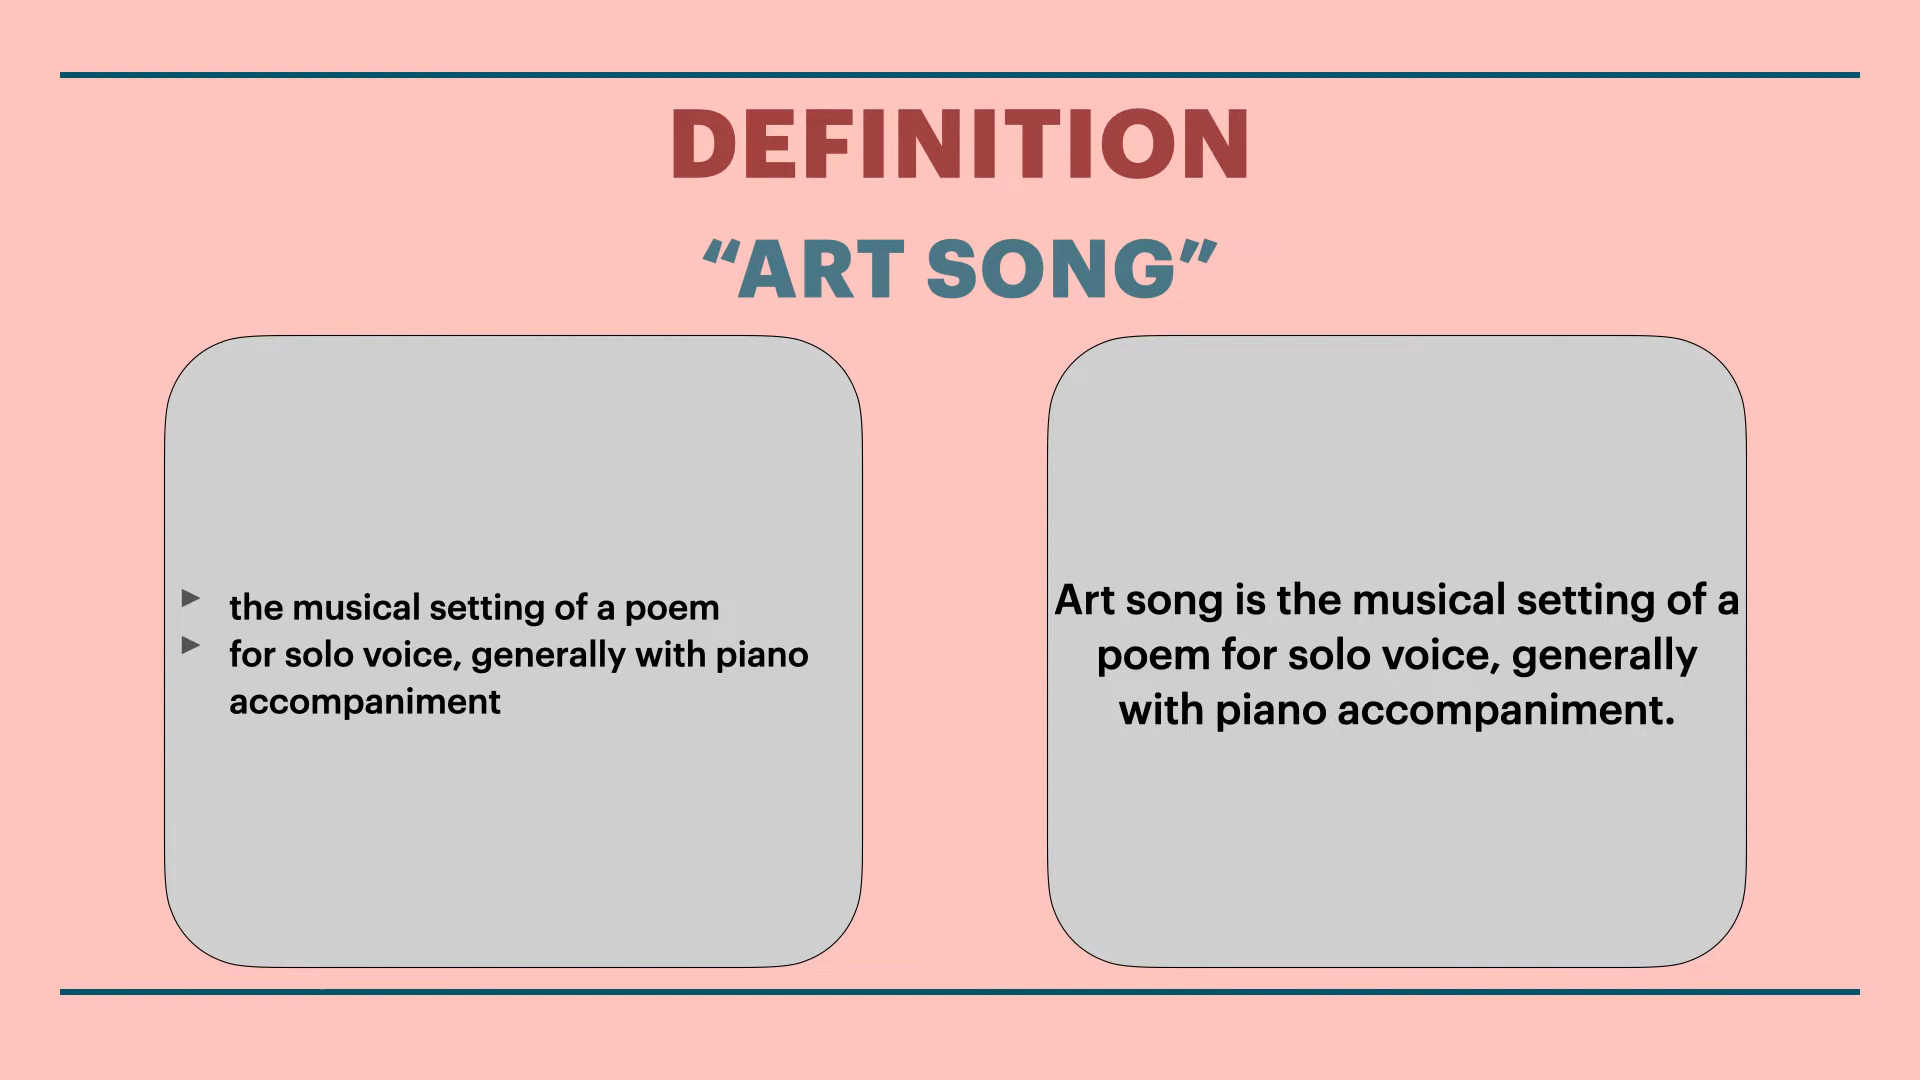 DEFINITION
“ART SONG”
the musical setting of a poem
for solo voice, generally with piano
accompaniment
Art song is the musical setting of a
poem for solo voice, generally
with piano accompaniment.